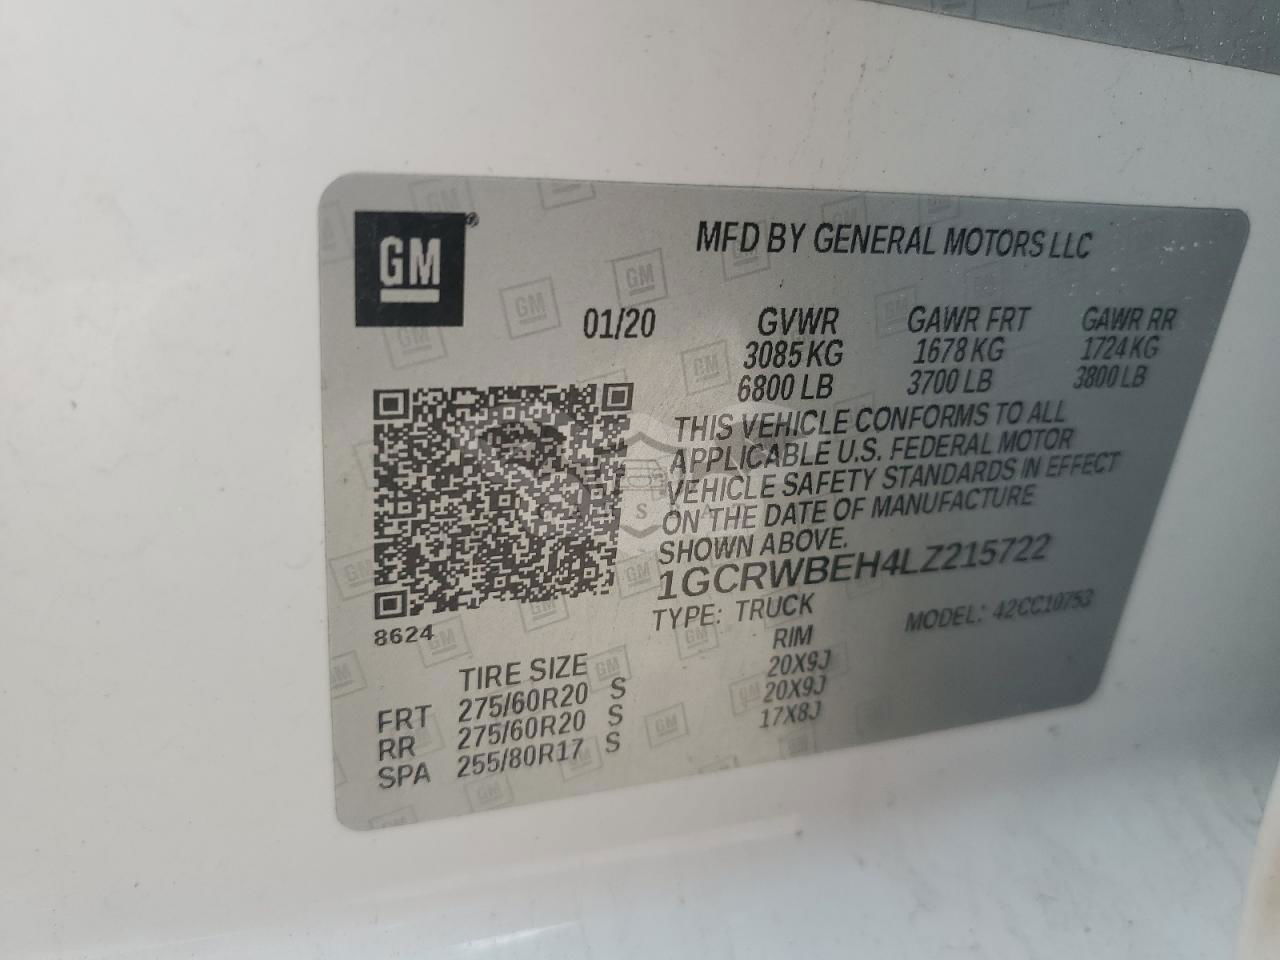 GM®
MFD BY GENERAL MOTORS LLC
01/20 GVWR GAWR FRT GAWR RR
3085 KG 1678 KG 1724 KG
6800 LB 3700 LB 3800 LB
THIS VEHICLE CONFORMS TO ALL
APPLICABLE U.S. FEDERAL MOTOR
VEHICLE SAFETY STANDARDS IN EFFECT
ON THE DATE OF MANUFACTURE
SHOWN ABOVE.
1GCRWBEH4LZ215722
TYPE: TRUCK MODEL: 42CC10753
8624
TIRE SIZE RIM
FRT 275/60R20 S 20X9J
RR 275/60R20 S 20X9J
SPA 255/80R17 S 17X8J